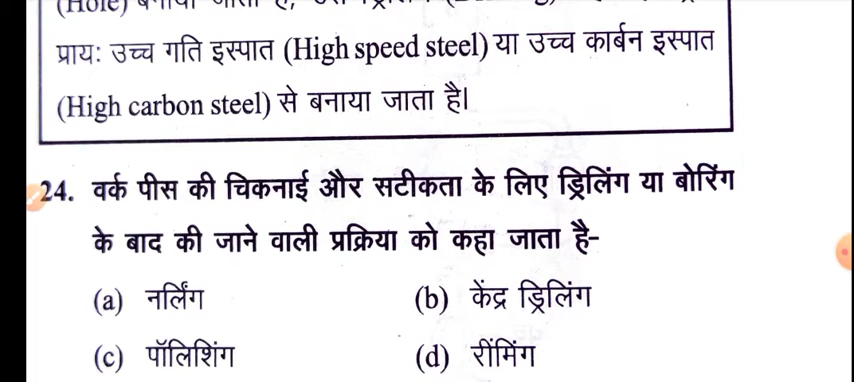 (Hole)
प्राय: उच्च गति इस्पात (High speed steel) या उच्च कार्बन इस्पात
(High carbon steel) से बनाया जाता है।
24. वर्क पीस की चिकनाई और सटीकता के लिए ड्रिलिंग या बोरिंग
के बाद की जाने वाली प्रक्रिया को कहा जाता है-
(a) नर्लिंग
(b) केंद्र ड्रिलिंग
(c) पॉलिशिंग
(d) रींमिंग